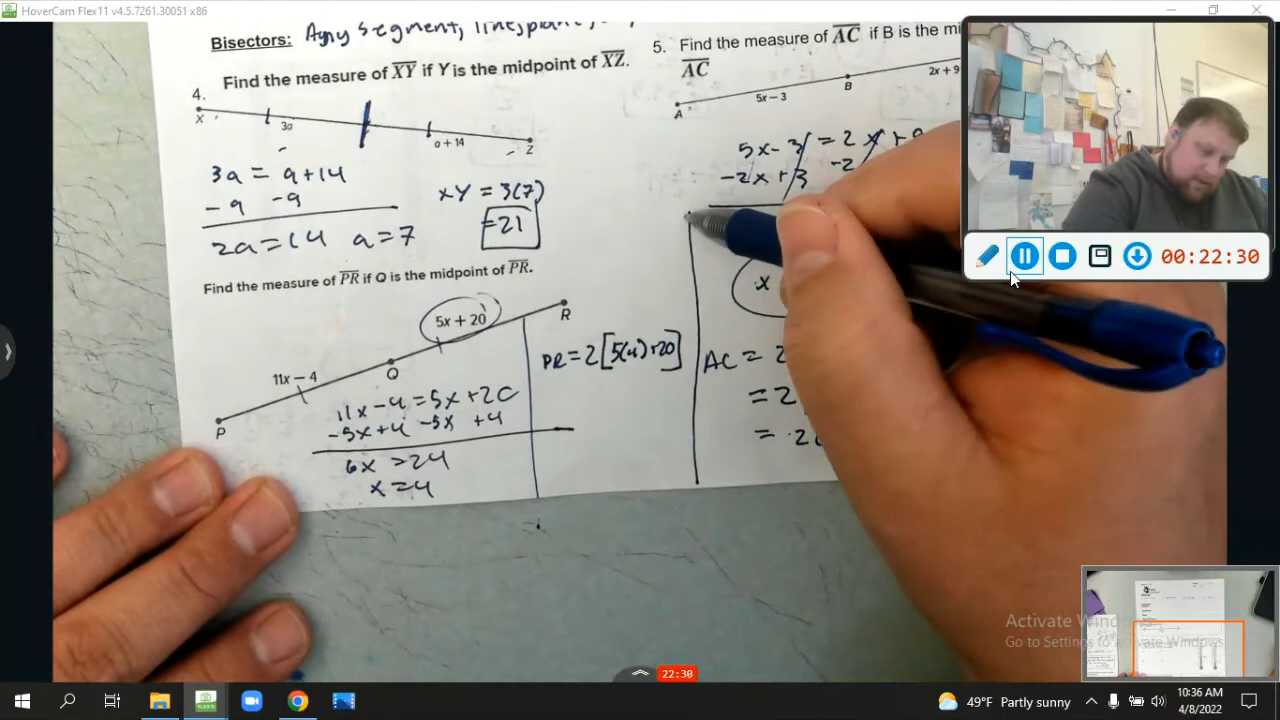 HoverCam Flex11 v4.5.7261.30051 x86
Bisectors: Any segment, line, plane,
Find the measure of XY if Y is the midpoint of XZ.
4.
X
3a
a + 14
Z
3a = a+14
-a -a
2a=14 a=7
XY = 3(7)
=21
Find the measure of PR if Q is the midpoint of PR.
5x + 20
R
11x – 4
Q
P
11x-4=5x+20
-5x+4 -5x +4
6x =24
x=4
PR=2[5(4)+20]
5. Find the measure of AC if B is the
AC
2x + 9
5x – 3
B
A
5x-3 = 2x+9
-2x+3 -2
x
AC = 2
= 2
= 2
00:22:30
Activate
Go to Settings to activate Windows
22:30
49°F Partly sunny
10:36 AM
4/8/2022